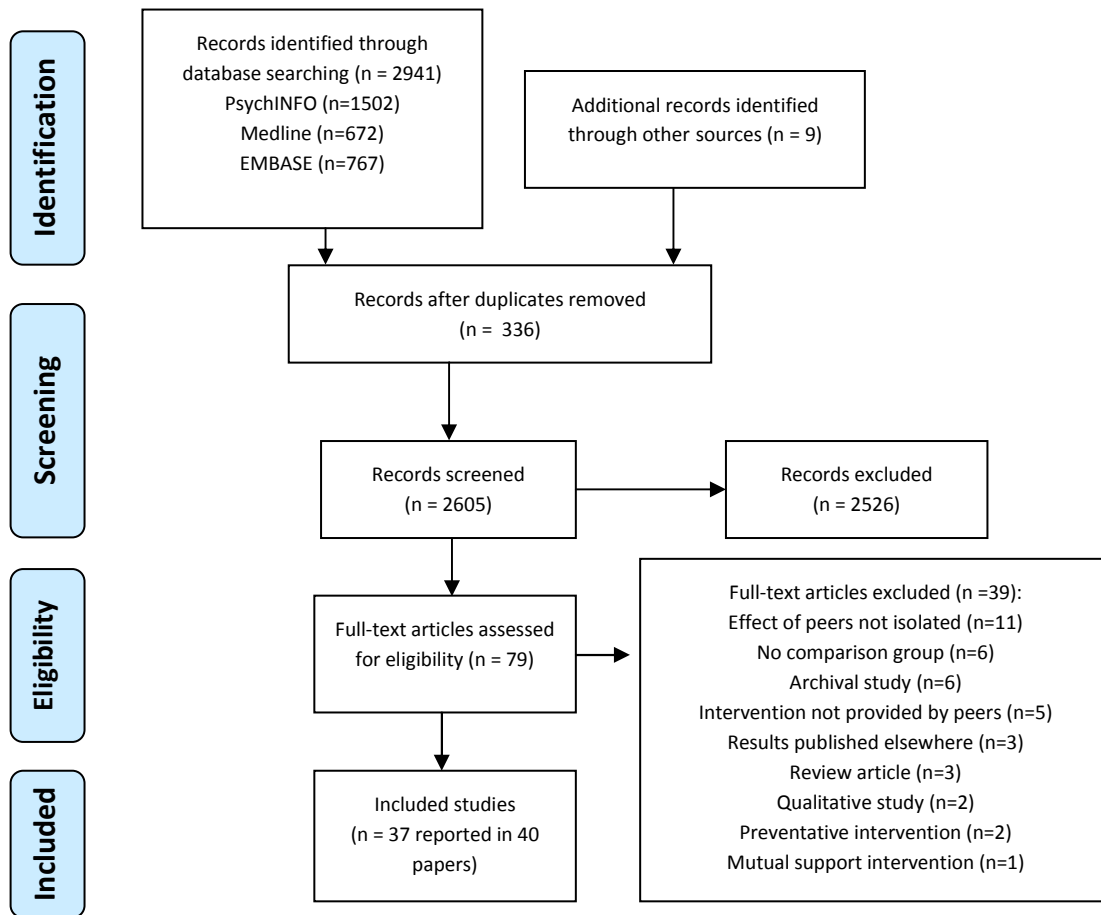 Identification
Records identified through
database searching (n = 2941)
PsychINFO (n=1502)
Medline (n=672)
EMBASE (n=767)
Additional records identified
through other sources (n = 9)
Screening
Records after duplicates removed
(n = 336)
Records screened
(n = 2605)
Records excluded
(n = 2526)
Eligibility
Full-text articles assessed
for eligibility (n = 79)
Full-text articles excluded (n =39):
Effect of peers not isolated (n=11)
No comparison group (n=6)
Archival study (n=6)
Intervention not provided by peers (n=5)
Results published elsewhere (n=3)
Review article (n=3)
Qualitative study (n=2)
Preventative intervention (n=2)
Mutual support intervention (n=1)
Included
Included studies
(n = 37 reported in 40
papers)